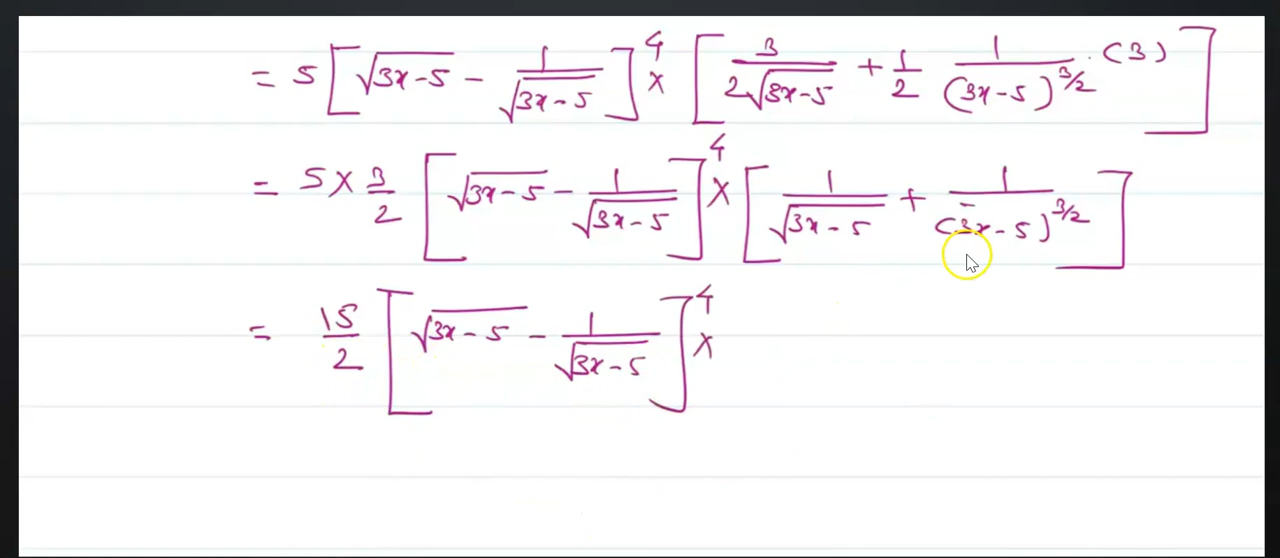 = 5 [ √(3x-5) - 1/√(3x-5) ]^4 × [ 3/(2√(3x-5)) + 1/2 1/(3x-5)^(3/2) · (3) ]
= 5 × 3/2 [ √(3x-5) - 1/√(3x-5) ]^4 × [ 1/√(3x-5) + 1/(3x-5)^(3/2) ]
= 15/2 [ √(3x-5) - 1/√(3x-5) ]^4 ×